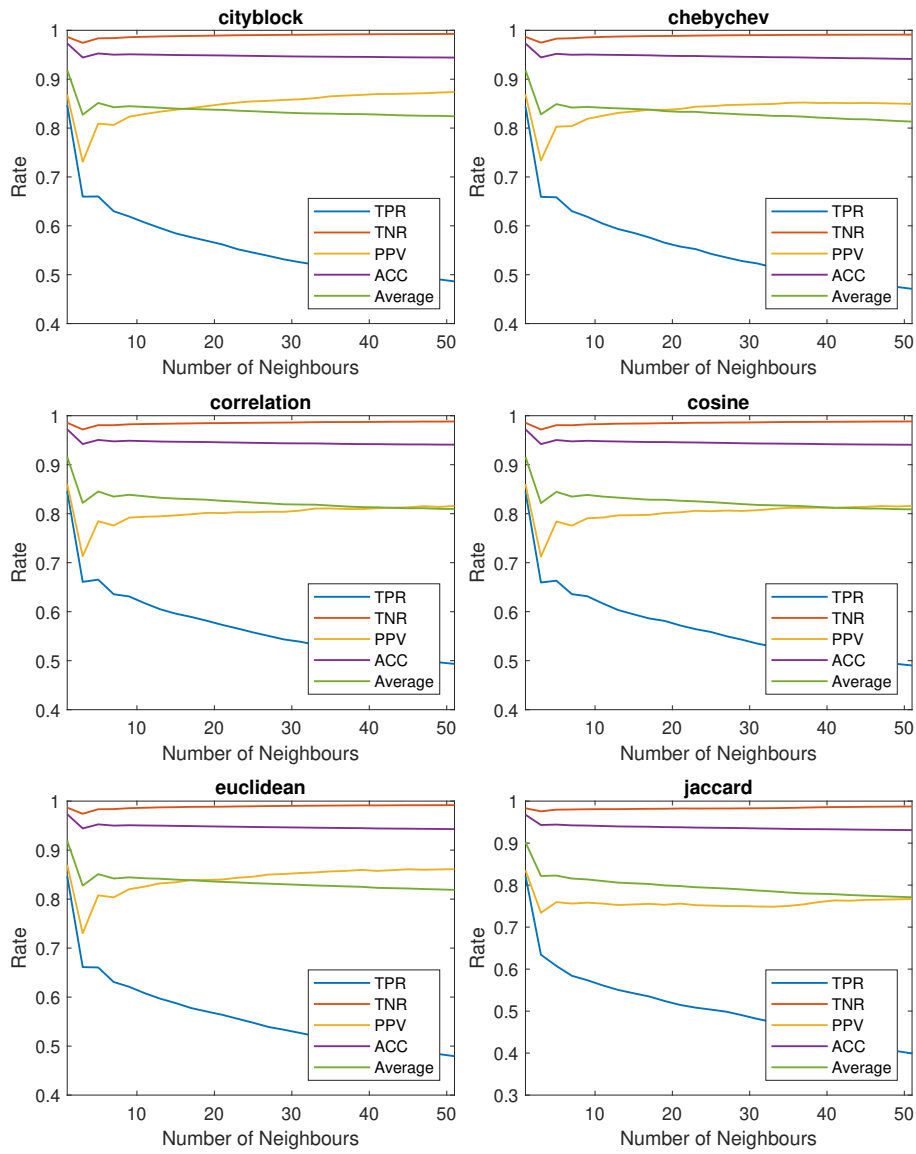 cityblock
1
0.9
0.8
0.7
0.6
0.5
0.4
Rate
TPR
TNR
PPV
ACC
Average
10 20 30 40 50
Number of Neighbours
chebychev
1
0.9
0.8
0.7
0.6
0.5
0.4
Rate
TPR
TNR
PPV
ACC
Average
10 20 30 40 50
Number of Neighbours
correlation
1
0.9
0.8
0.7
0.6
0.5
0.4
Rate
TPR
TNR
PPV
ACC
Average
10 20 30 40 50
Number of Neighbours
cosine
1
0.9
0.8
0.7
0.6
0.5
0.4
Rate
TPR
TNR
PPV
ACC
Average
10 20 30 40 50
Number of Neighbours
euclidean
1
0.9
0.8
0.7
0.6
0.5
0.4
Rate
TPR
TNR
PPV
ACC
Average
10 20 30 40 50
Number of Neighbours
jaccard
1
0.9
0.8
0.7
0.6
0.5
0.4
0.3
Rate
TPR
TNR
PPV
ACC
Average
10 20 30 40 50
Number of Neighbours